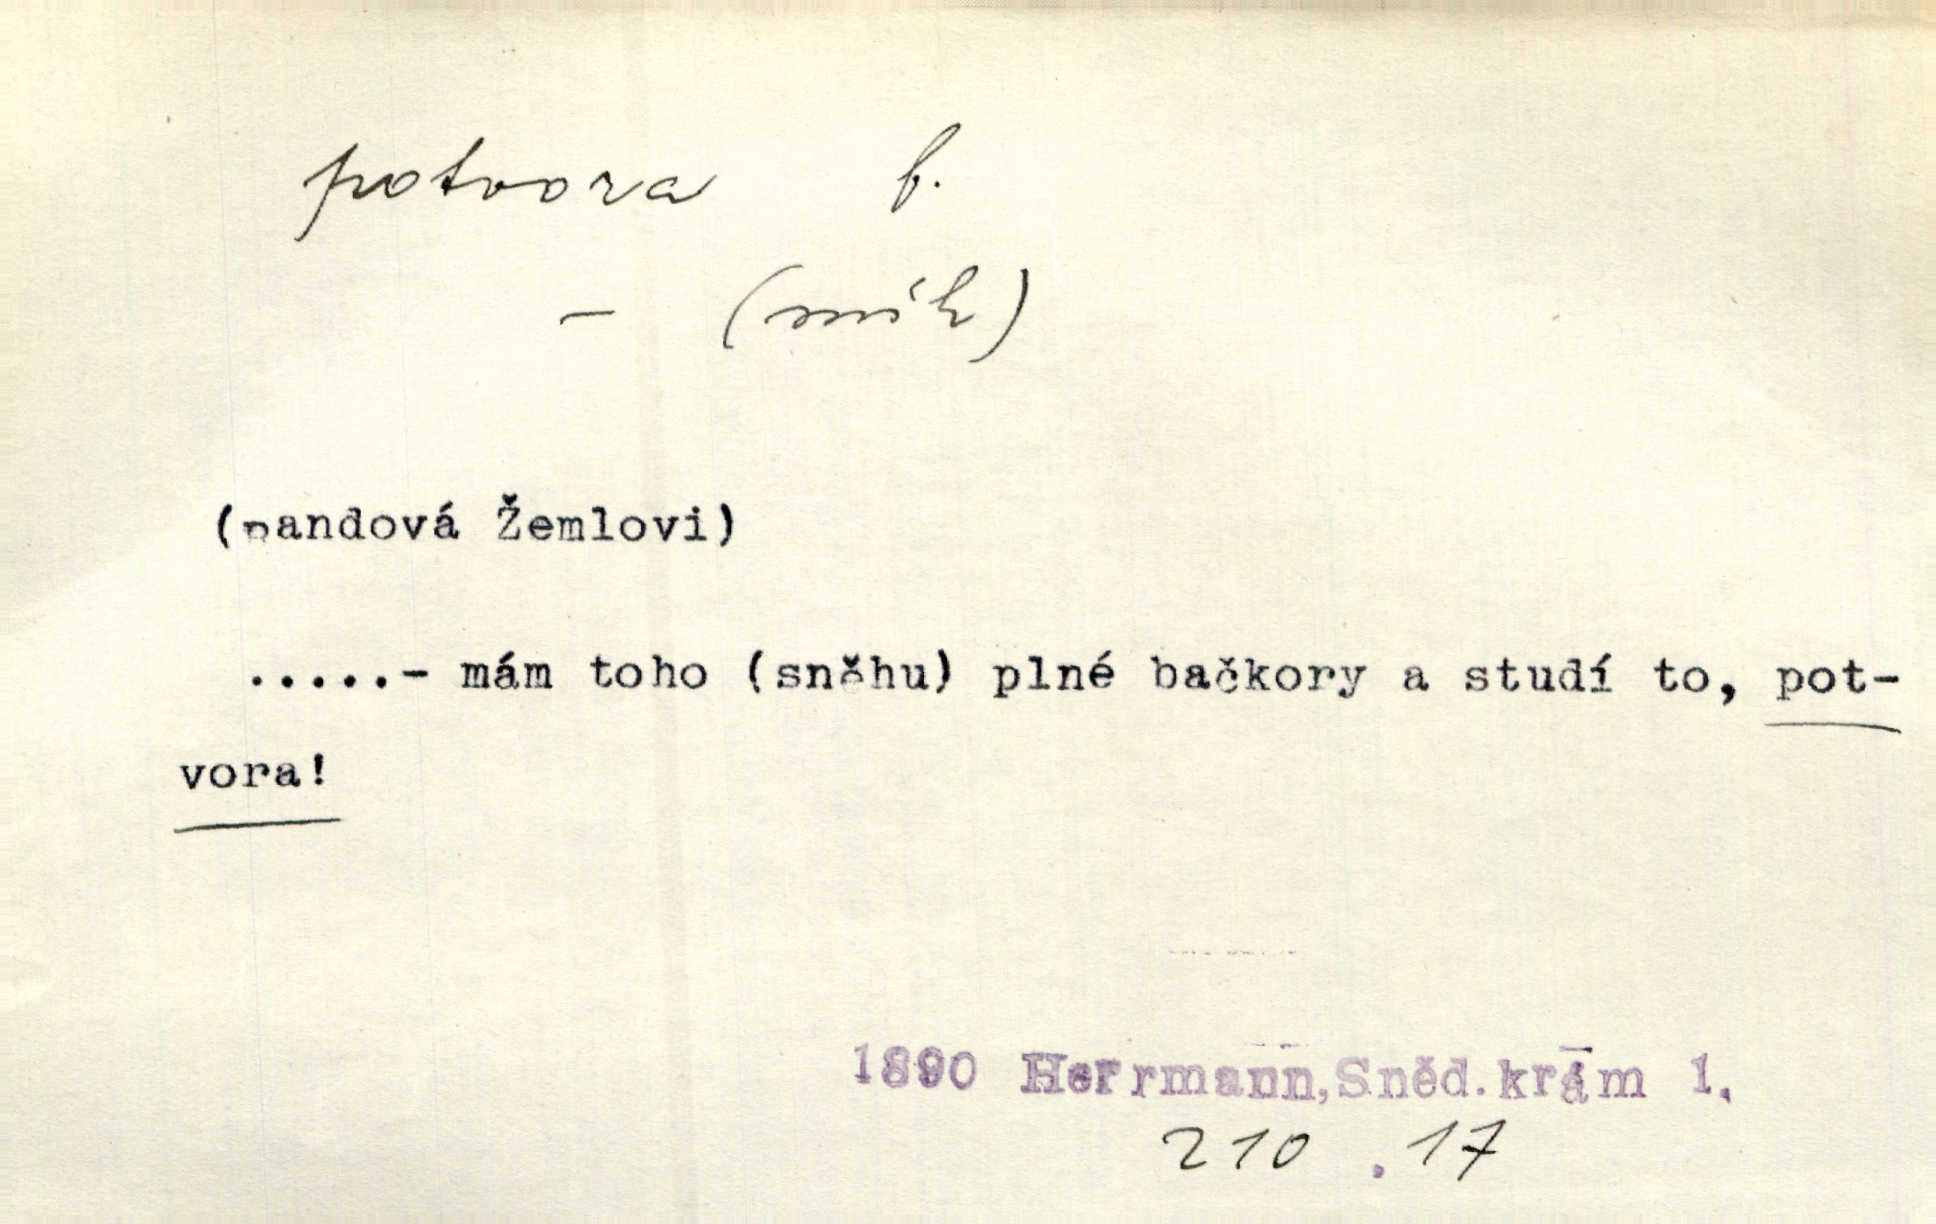 potvora f.
– (sníh)
(Randová Žemlovi)
.....- mám toho (sněhu) plné bačkory a studí to, pot-
vora!
1890 Herrmann, Sněd. krám 1.
210 . 17